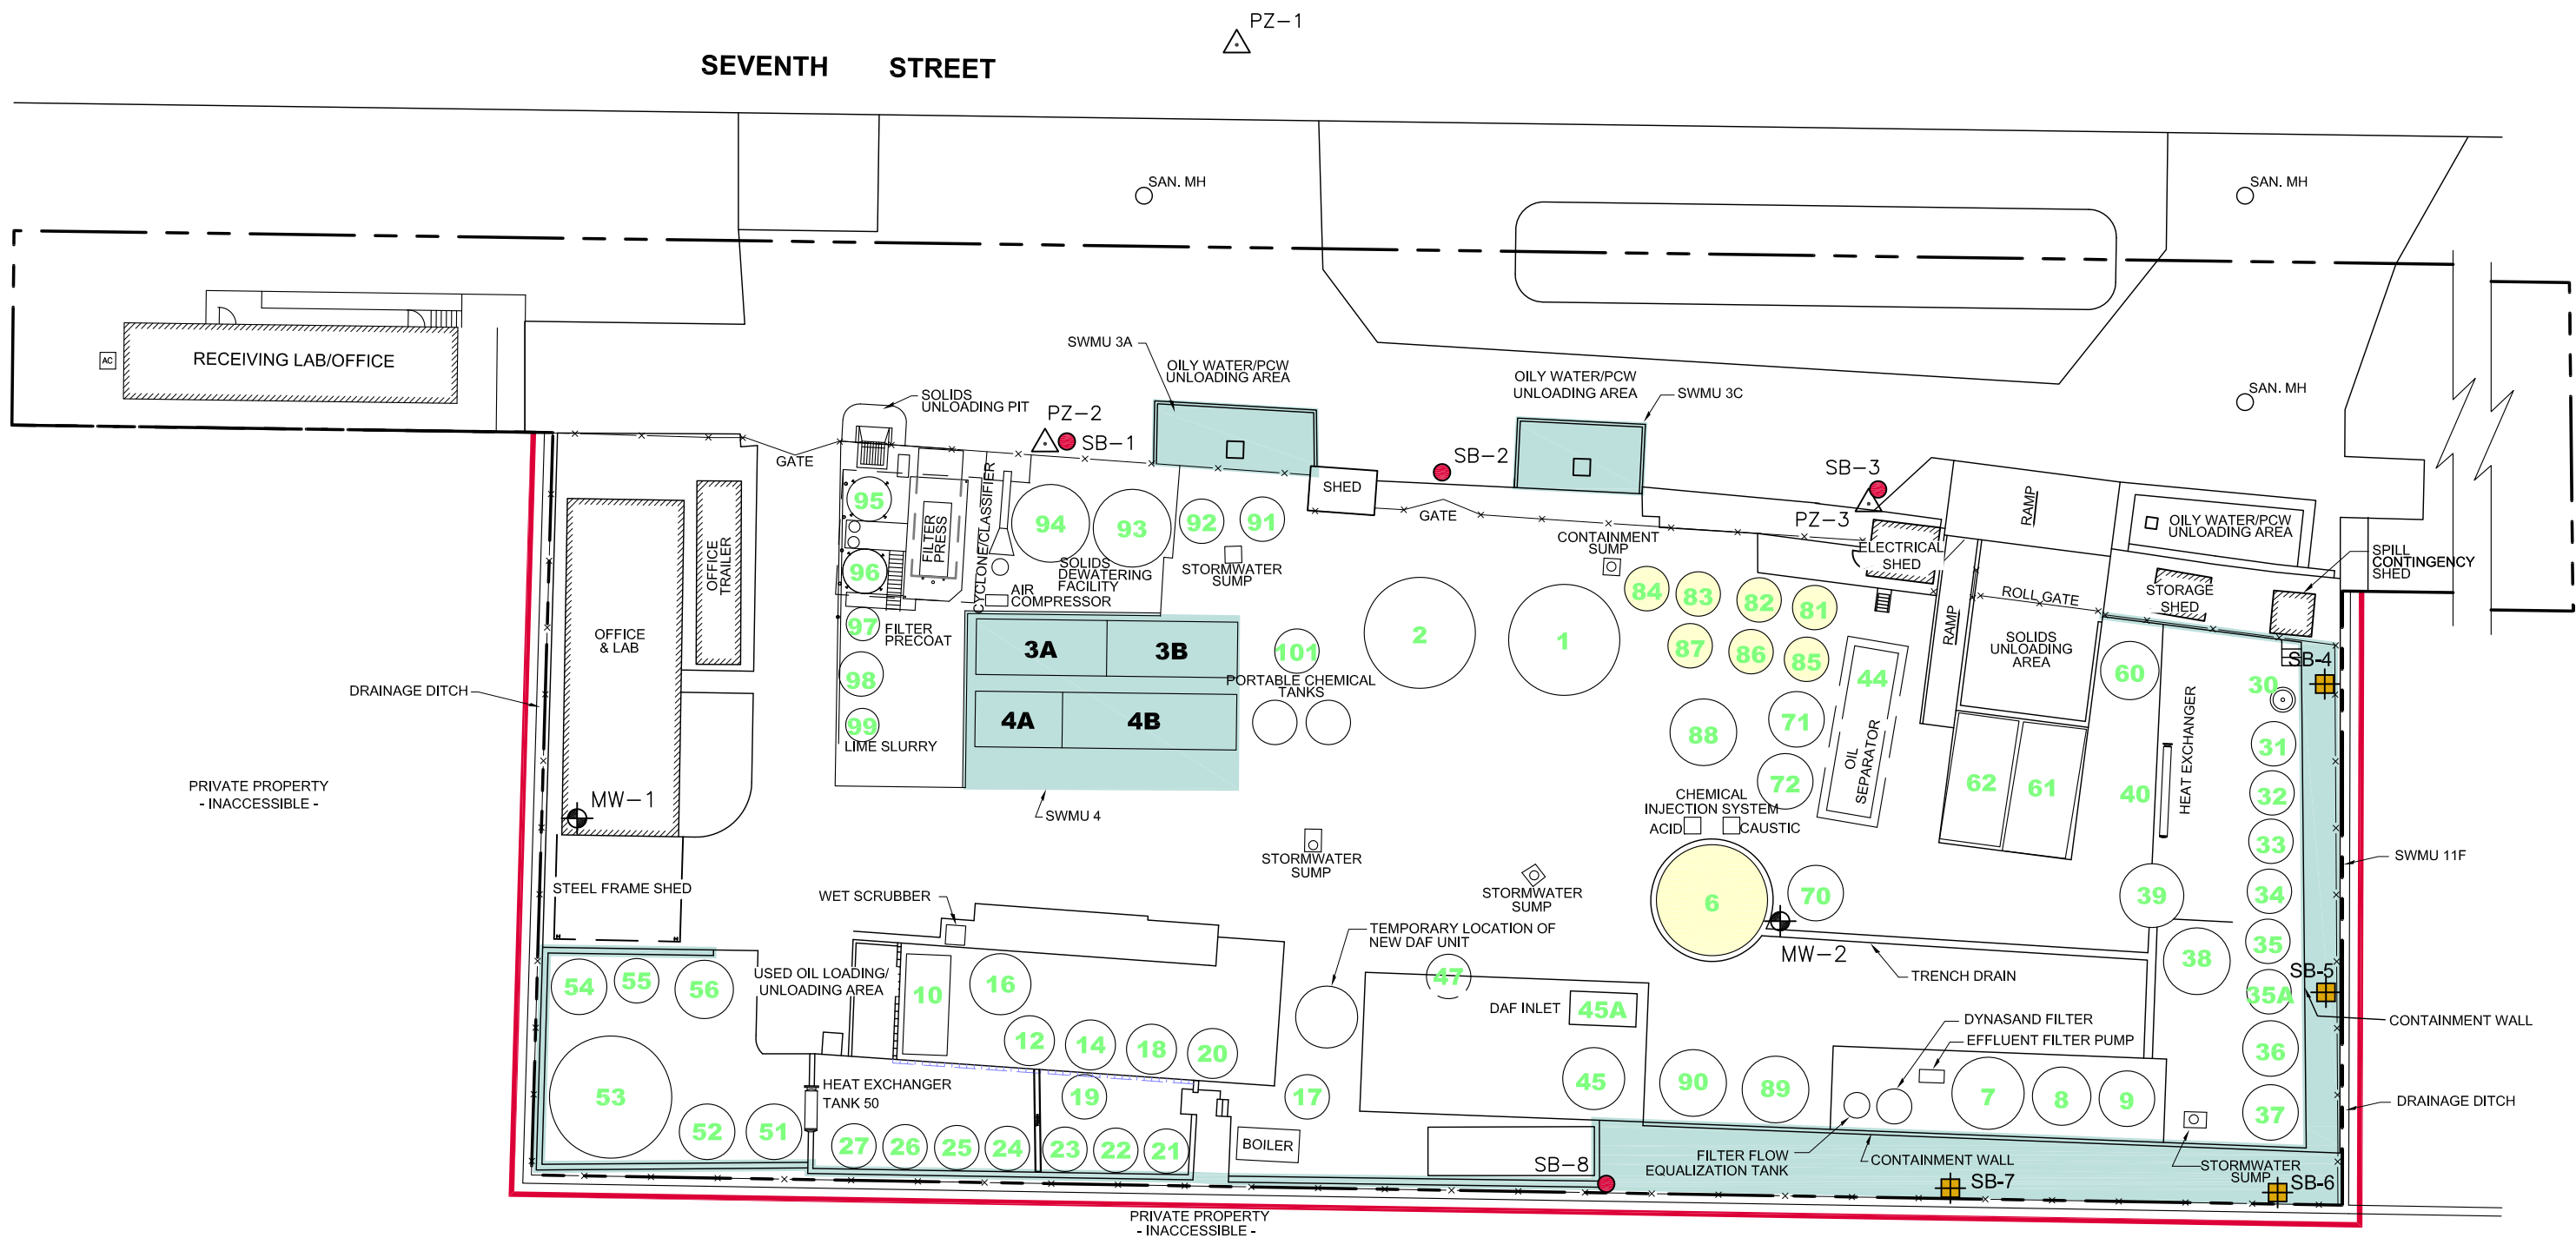 PZ-1
SEVENTH STREET
SAN. MH
SAN. MH
SAN. MH
AC
RECEIVING LAB/OFFICE
SWMU 3A
OILY WATER/PCW
UNLOADING AREA
OILY WATER/PCW
UNLOADING AREA
SWMU 3C
SOLIDS
UNLOADING PIT
PZ-2
SB-1
GATE
SB-2
SHED
GATE
SB-3
PZ-3
RAMP
OILY WATER/PCW
UNLOADING AREA
SPILL
CONTINGENCY
SHED
ELECTRICAL
SHED
STORAGE
SHED
ROLL GATE
RAMP
SOLIDS
UNLOADING
AREA
CONTAINMENT
SUMP
STORMWATER
SUMP
95
96
97
98
99
FILTER
PRESS
CYCLONE/CLASSIFIER
94
93
92
91
SOLIDS
DEWATERING
FACILITY
AIR
COMPRESSOR
FILTER
PRECOAT
LIME SLURRY
OFFICE
TRAILER
OFFICE
& LAB
DRAINAGE DITCH
PRIVATE PROPERTY
- INACCESSIBLE -
MW-1
STEEL FRAME SHED
3A
3B
4A
4B
SWMU 4
101
PORTABLE CHEMICAL
TANKS
2
1
84
83
82
81
87
86
85
44
OIL
SEPARATOR
88
71
72
CHEMICAL
INJECTION SYSTEM
ACID
CAUSTIC
6
70
MW-2
TRENCH DRAIN
62
61
60
40
HEAT EXCHANGER
39
38
30
SB-4
31
32
33
34
35
35A
36
37
SWMU 11F
SB-5
CONTAINMENT WALL
DRAINAGE DITCH
STORMWATER
SUMP
STORMWATER
SUMP
WET SCRUBBER
TEMPORARY LOCATION OF
NEW DAF UNIT
USED OIL LOADING/
UNLOADING AREA
54
55
56
53
52
51
10
16
12
14
18
20
HEAT EXCHANGER
TANK 50
19
17
27
26
25
24
23
22
21
BOILER
47
DAF INLET
45A
45
90
89
DYNASAND FILTER
EFFLUENT FILTER PUMP
7
8
9
SB-8
FILTER FLOW
EQUALIZATION TANK
CONTAINMENT WALL
SB-7
STORMWATER
SUMP
SB-6
PRIVATE PROPERTY
- INACCESSIBLE -